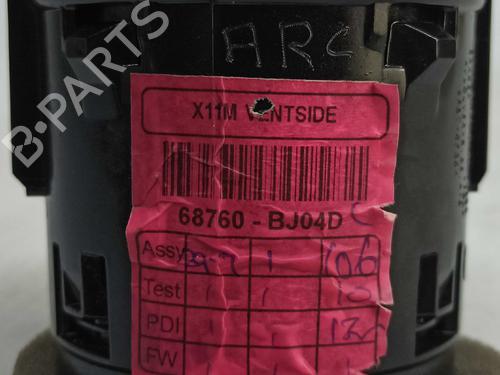 ARC
B-PARTS
X11M VENTSIDE
68760 - BJ04D
Assy
Test
PDI
FW